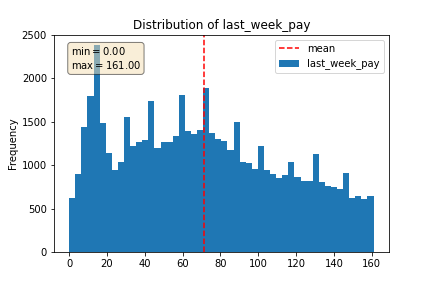 Distribution of last_week_pay
min = 0.00
max = 161.00
mean
last_week_pay
Frequency
2500
2000
1500
1000
500
0
0 20 40 60 80 100 120 140 160